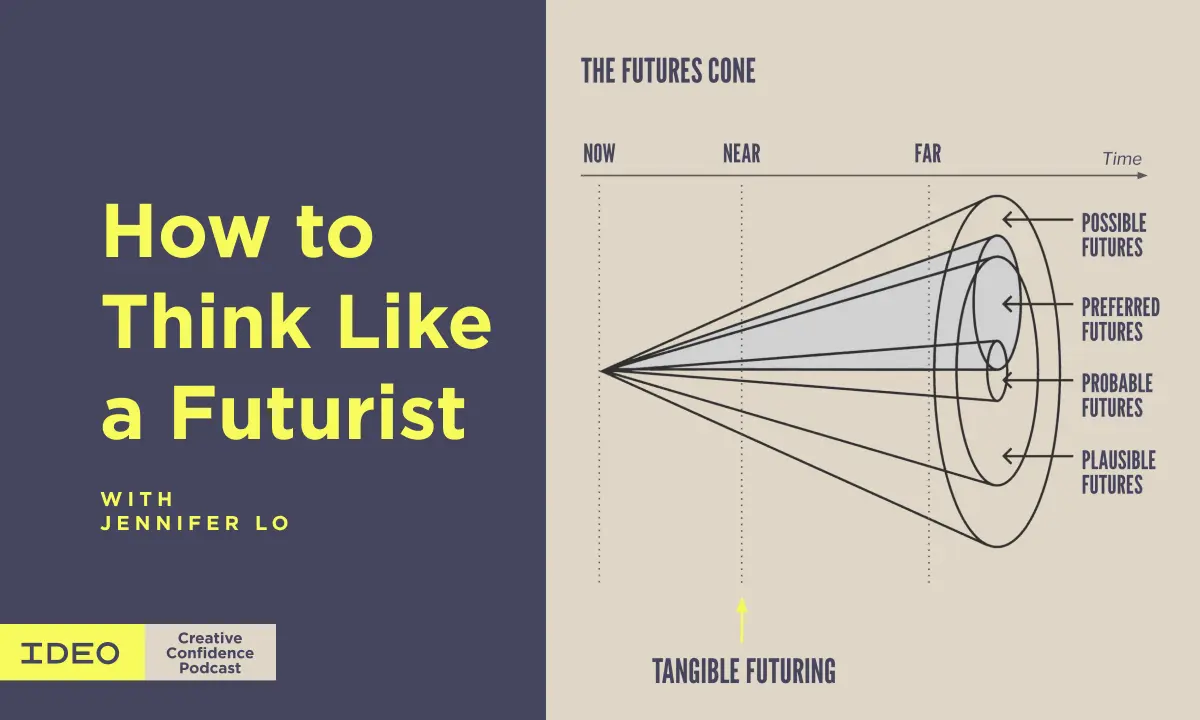 How to
Think Like
a Futurist
WITH
JENNIFER LO
IDEO
Creative
Confidence
Podcast
THE FUTURES CONE
NOW
NEAR
FAR
Time
POSSIBLE
FUTURES
PREFERRED
FUTURES
PROBABLE
FUTURES
PLAUSIBLE
FUTURES
TANGIBLE FUTURING